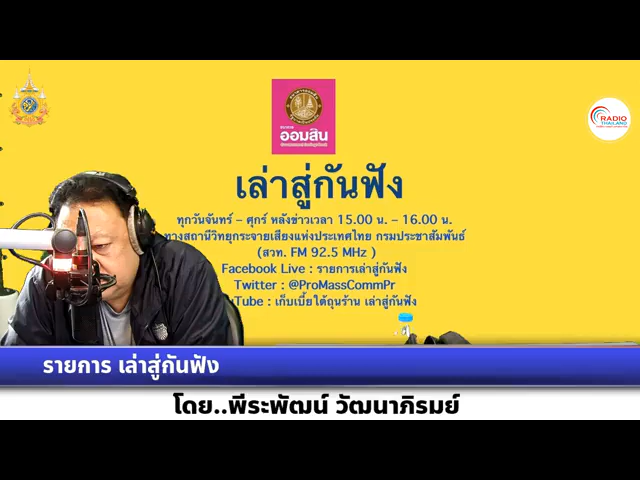 ออมสิน
RADIO
THAILAND
เล่าสู่กันฟัง
ทุกวันจันทร์ – ศุกร์ หลังข่าวเวลา 15.00 น. – 16.00 น.
ทางสถานีวิทยุกระจายเสียงแห่งประเทศไทย กรมประชาสัมพันธ์
(สวท. FM 92.5 MHz )
Facebook Live : รายการเล่าสู่กันฟัง
Twitter : @ProMassCommPr
Tube : เก็บเบี้ยใต้ถุนร้าน เล่าสู่กันฟัง
รายการ เล่าสู่กันฟัง
โดย..พีระพัฒน์ วัฒนาภิรมย์